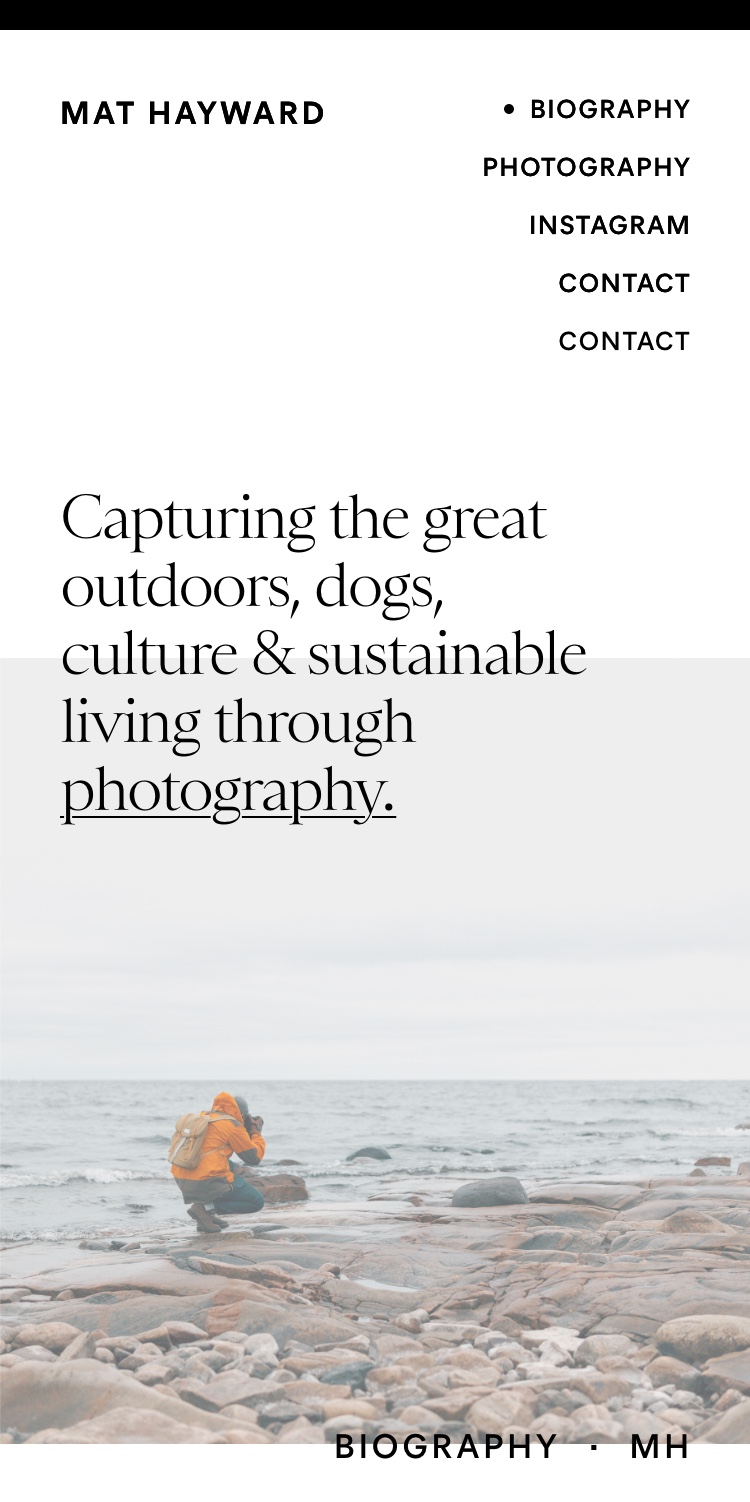 MAT HAYWARD
• BIOGRAPHY
PHOTOGRAPHY
INSTAGRAM
CONTACT
CONTACT
Capturing the great
outdoors, dogs,
culture & sustainable
living through
photography.
BIOGRAPHY · MH